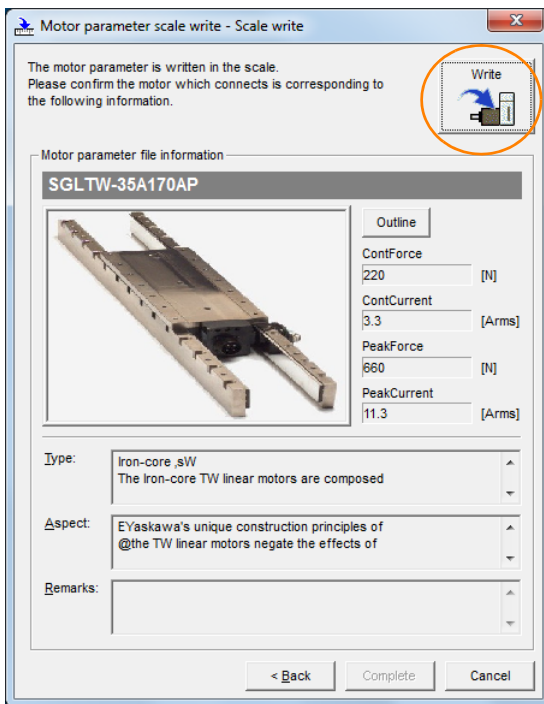 Motor parameter scale write - Scale write
The motor parameter is written in the scale.
Please confirm the motor which connects is corresponding to
the following information.
Write
Motor parameter file information
SGLTW-35A170AP
Outline
ContForce
220 [N]
ContCurrent
3.3 [Arms]
PeakForce
660 [N]
PeakCurrent
11.3 [Arms]
Type:
Iron-core ,sW
The Iron-core TW linear motors are composed
Aspect:
EYaskawa's unique construction principles of
@the TW linear motors negate the effects of
Remarks:
< Back
Complete
Cancel